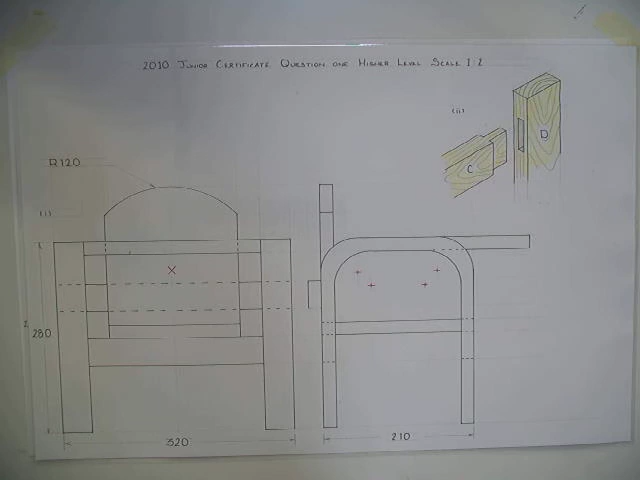 2010 Junior Certificate Question one Higher Level Scale 1:2
(ii)
D
C
R120
(i)
280
320
210